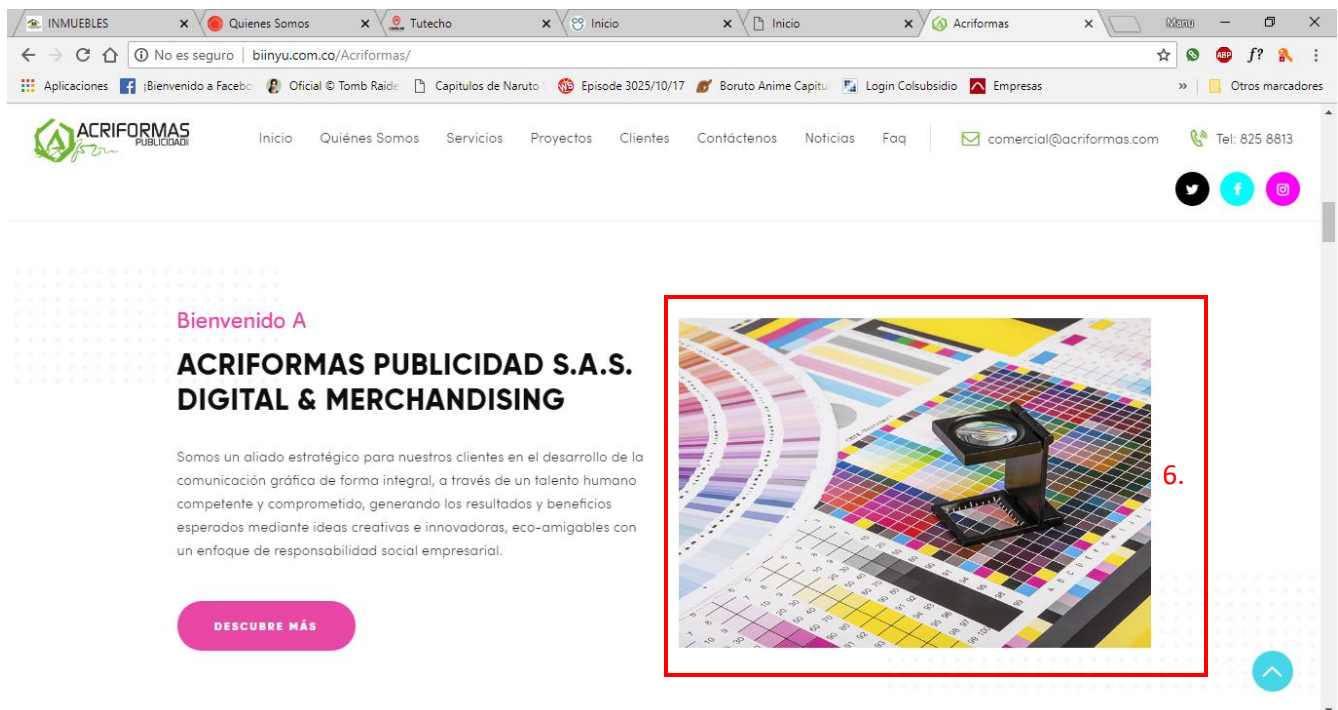 INMUEBLES
Quienes Somos
Tutecho
Inicio
Inicio
Acriformas
Manu
No es seguro
biinyu.com.co/Acriformas/
ABP
f?
Aplicaciones
¡Bienvenido a Facebo
Oficial © Tomb Raide
Capitulos de Naruto
Episode 3025/10/17
Boruto Anime Capitu
Login Colsubsidio
Empresas
»
Otros marcadores
ACRIFORMAS
PUBLICIDAD
Inicio
Quiénes Somos
Servicios
Proyectos
Clientes
Contáctenos
Noticias
Faq
comercial@acriformas.com
Tel: 825 8813
Bienvenido A
ACRIFORMAS PUBLICIDAD S.A.S.
DIGITAL & MERCHANDISING
Somos un aliado estratégico para nuestros clientes en el desarrollo de la
comunicación gráfica de forma integral, a través de un talento humano
competente y comprometido, generando los resultados y beneficios
esperados mediante ideas creativas e innovadoras, eco-amigables con
un enfoque de responsabilidad social empresarial.
DESCUBRE MÁS
6.